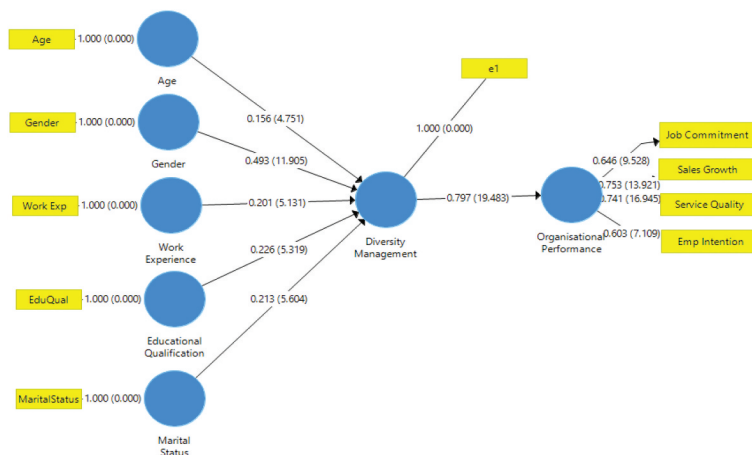 Age
1.000 (0.000)
Age
0.156 (4.751)
Gender
1.000 (0.000)
Gender
0.493 (11.905)
Work Exp
1.000 (0.000)
Work
Experience
0.201 (5.131)
EduQual
1.000 (0.000)
Educational
Qualification
0.226 (5.319)
MaritalStatus
1.000 (0.000)
Marital
Status
0.213 (5.604)
e1
1.000 (0.000)
Diversity
Management
0.797 (19.483)
Organisational
Performance
0.646 (9.528)
Job Commitment
0.753 (13.921)
Sales Growth
0.741 (16.945)
Service Quality
0.603 (7.109)
Emp Intention